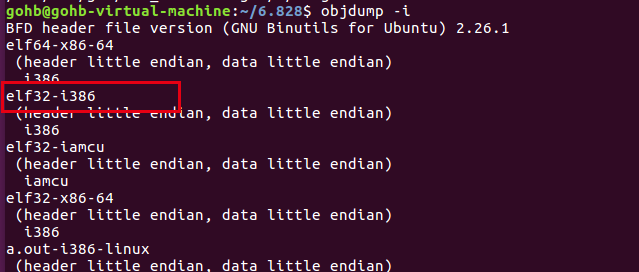 gohb@gohb-virtual-machine:~/6.828$ objdump -i
BFD header file version (GNU Binutils for Ubuntu) 2.26.1
elf64-x86-64
 (header little endian, data little endian)
  i386
elf32-i386
 (header little endian, data little endian)
  i386
elf32-iamcu
 (header little endian, data little endian)
  iamcu
elf32-x86-64
 (header little endian, data little endian)
  i386
a.out-i386-linux
 (header little endian, data little endian)